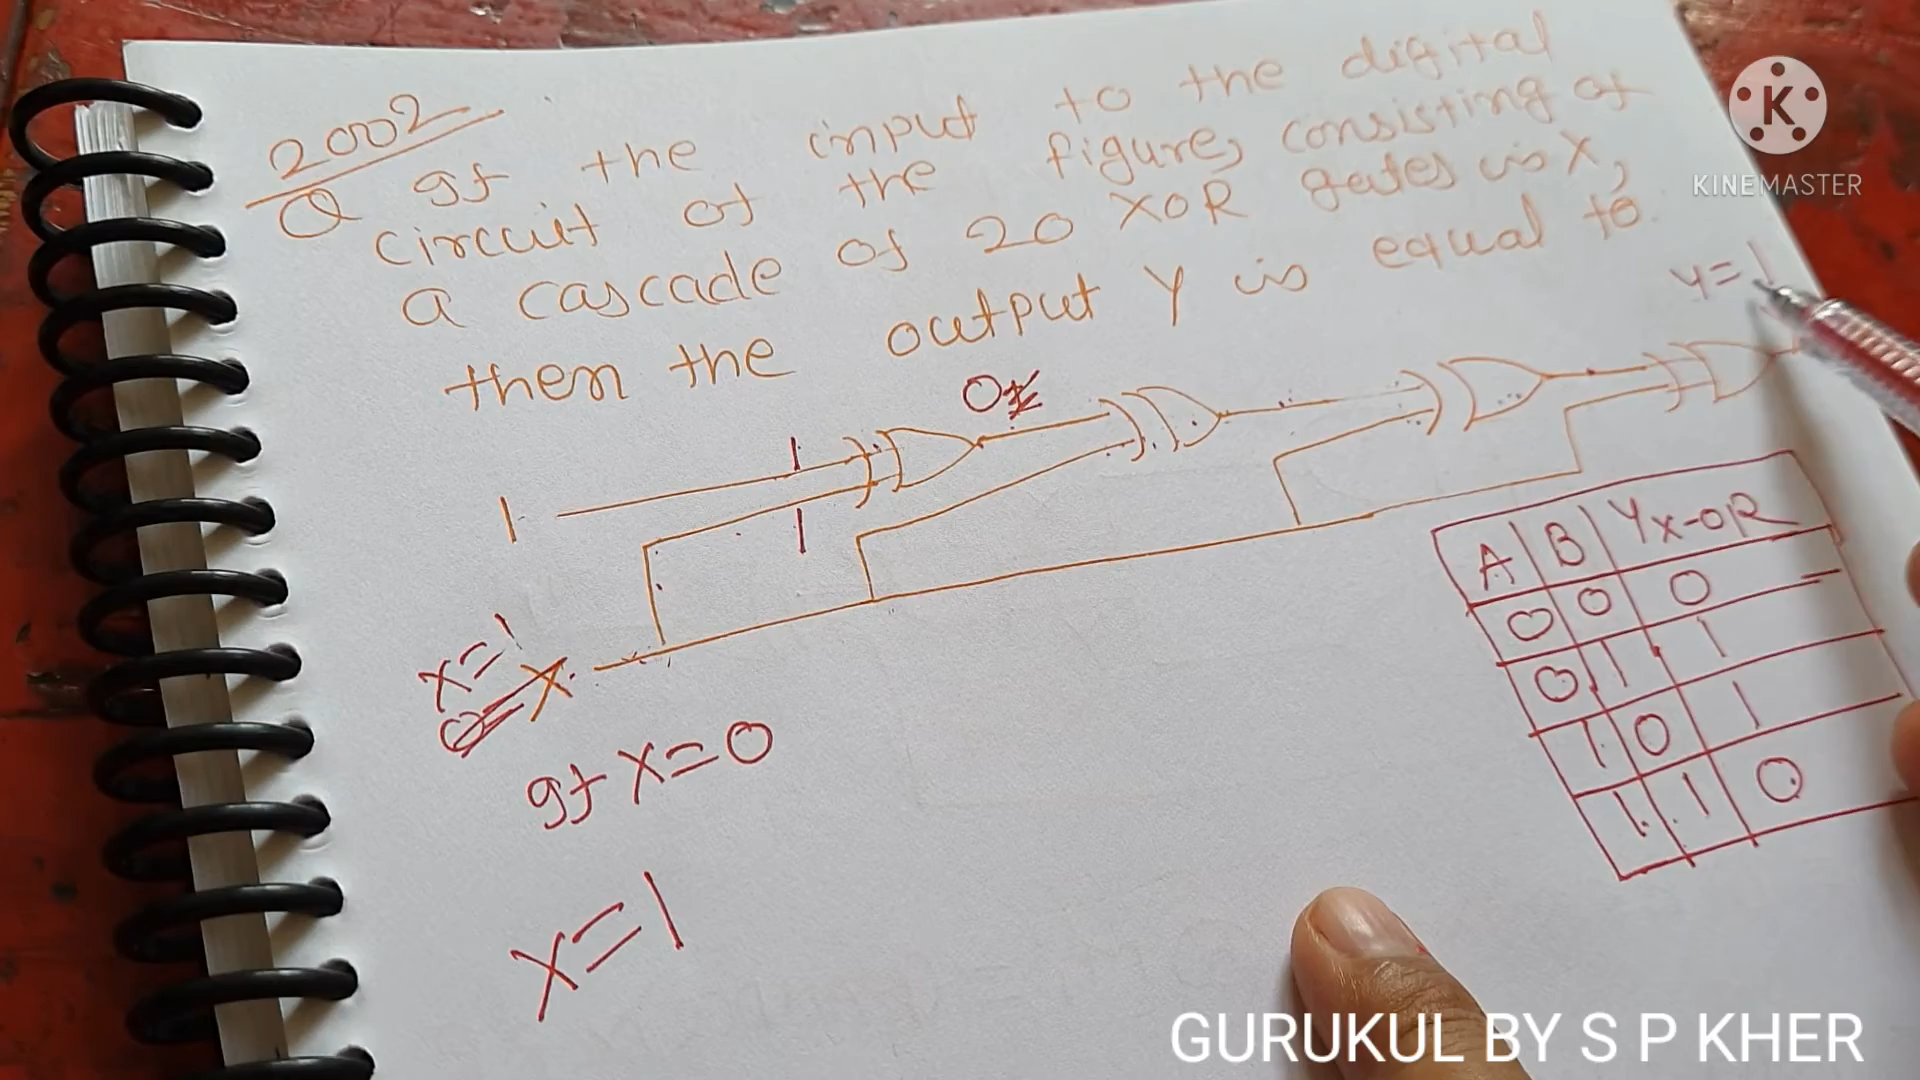 2002
Q If the input to the digital
circuit of the figure, consisting of
a cascade of 20 XOR gates is X,
then the output Y is equal to
Y=1
0
1
1
1
X=1
0=X
If X=0
X=1
A B Y X-OR
0 0 0
0 1 1
1 0 1
1 1 0
K
KINEMASTER
GURUKUL BY S P KHER